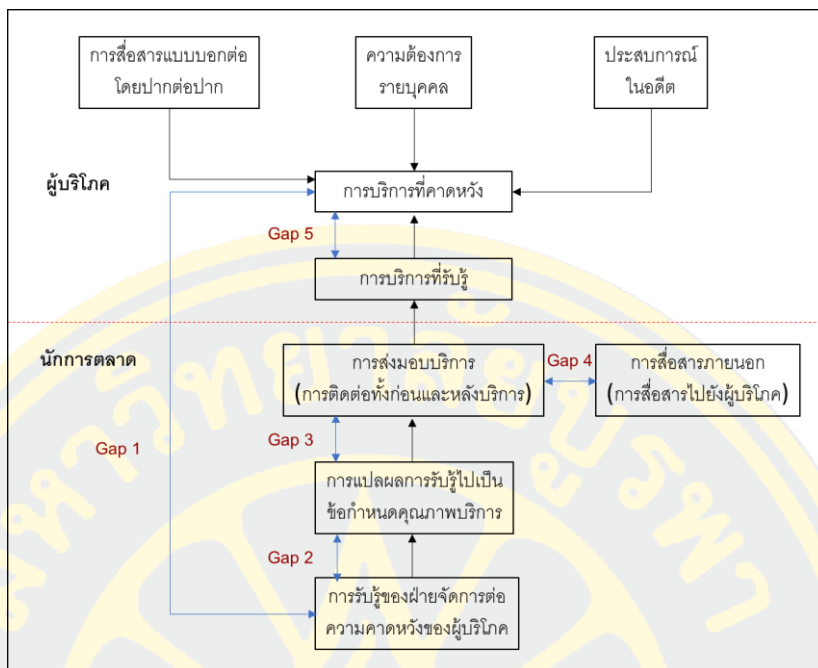 การสื่อสารแบบบอกต่อ
โดยปากต่อปาก
ความต้องการ
รายบุคคล
ประสบการณ์
ในอดีต
ผู้บริโภค
การบริการที่คาดหวัง
Gap 5
การบริการที่รับรู้
นักการตลาด
การส่งมอบบริการ
(การติดต่อทั้งก่อนและหลังบริการ)
Gap 4
การสื่อสารภายนอก
(การสื่อสารไปยังผู้บริโภค)
Gap 1
Gap 3
การแปลผลการรับรู้ไปเป็น
ข้อกำหนดคุณภาพบริการ
Gap 2
การรับรู้ของฝ่ายจัดการต่อ
ความคาดหวังของผู้บริโภค
มหาวิทยาลัยบูรพา